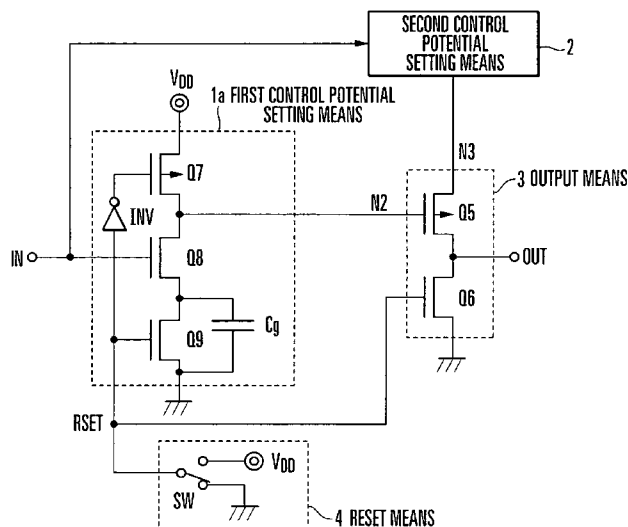 SECOND CONTROL
POTENTIAL
SETTING MEANS
2
VDD
1a FIRST CONTROL POTENTIAL
SETTING MEANS
N3
3 OUTPUT MEANS
Q7
INV
N2
Q5
IN
Q8
OUT
Q6
Q9
Cg
RSET
VDD
SW
4 RESET MEANS